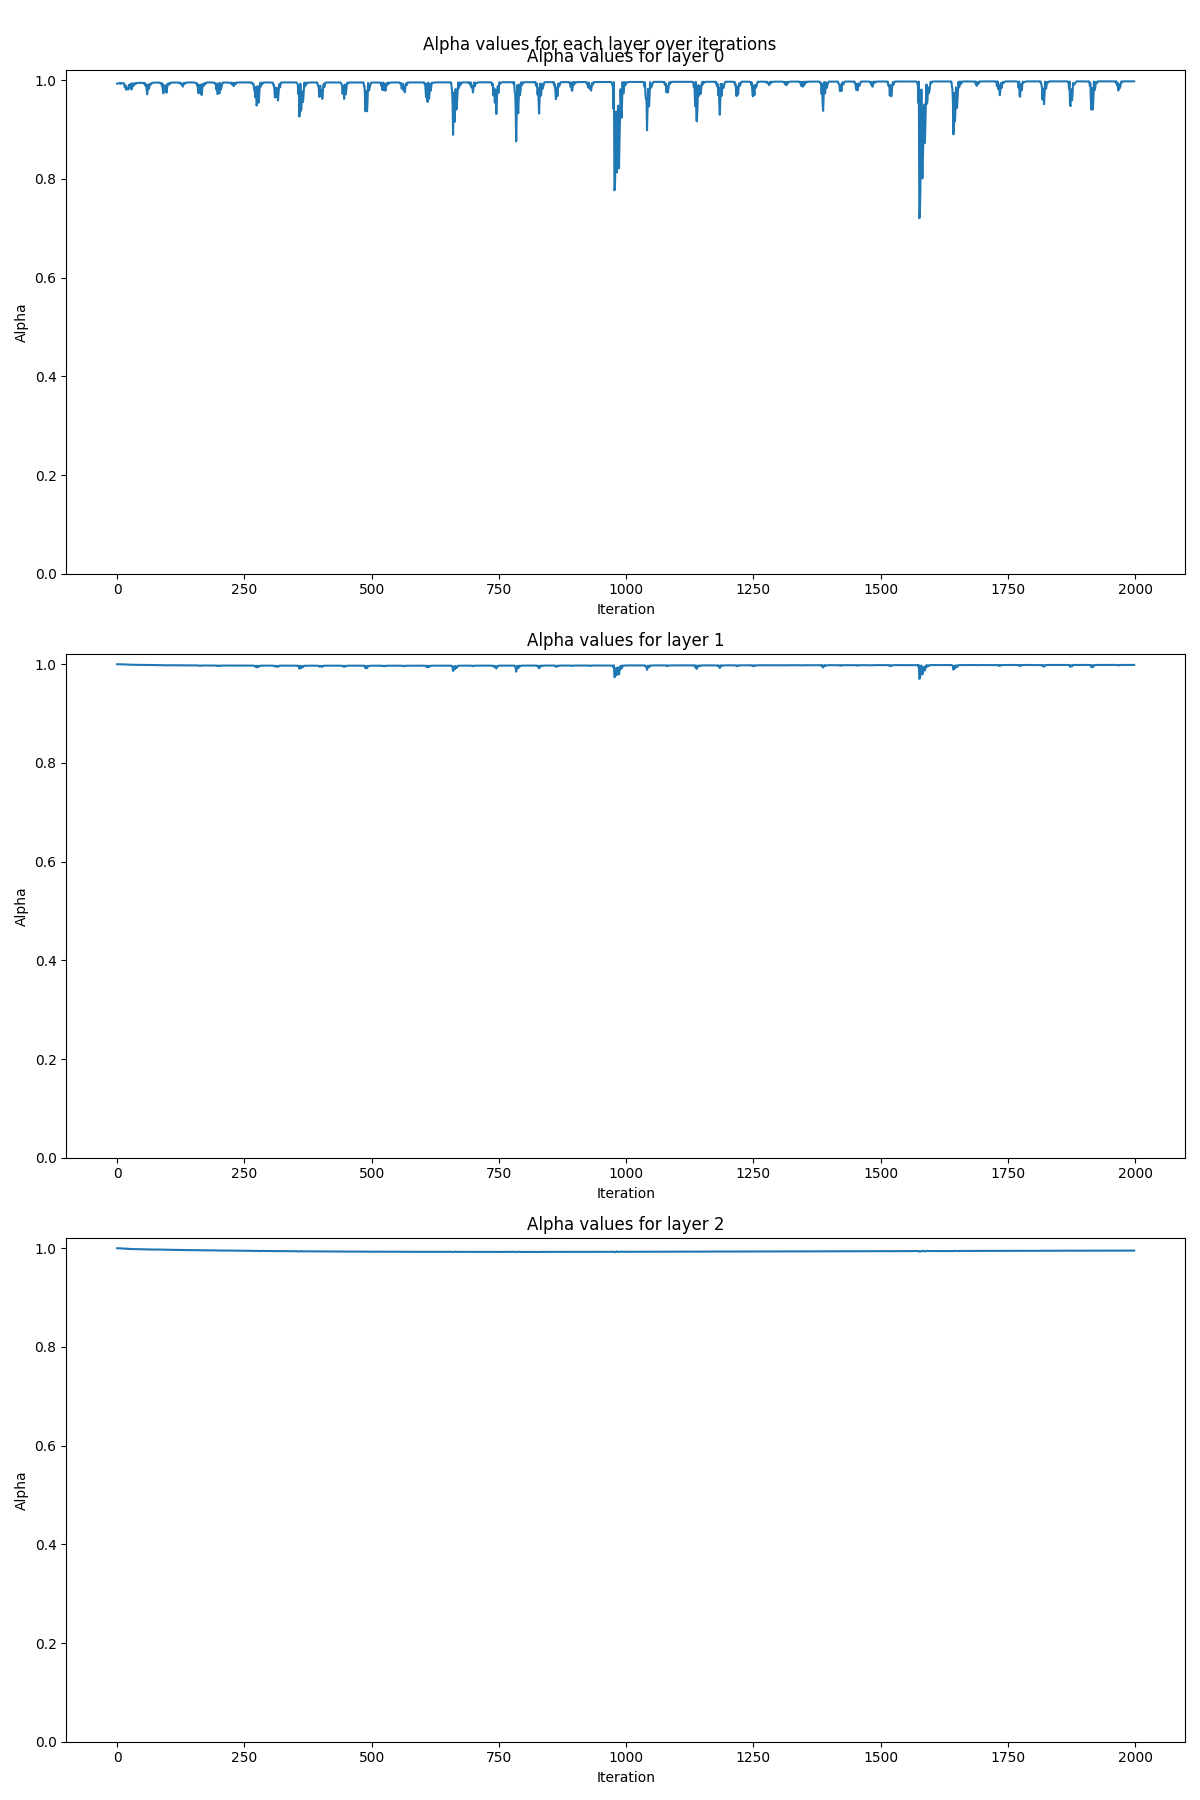 Alpha values for each layer over iterations
Alpha values for layer 0
1.0
0.8
0.6
0.4
0.2
0.0
Alpha
0 250 500 750 1000 1250 1500 1750 2000
Iteration
Alpha values for layer 1
1.0
0.8
0.6
0.4
0.2
0.0
Alpha
0 250 500 750 1000 1250 1500 1750 2000
Iteration
Alpha values for layer 2
1.0
0.8
0.6
0.4
0.2
0.0
Alpha
0 250 500 750 1000 1250 1500 1750 2000
Iteration